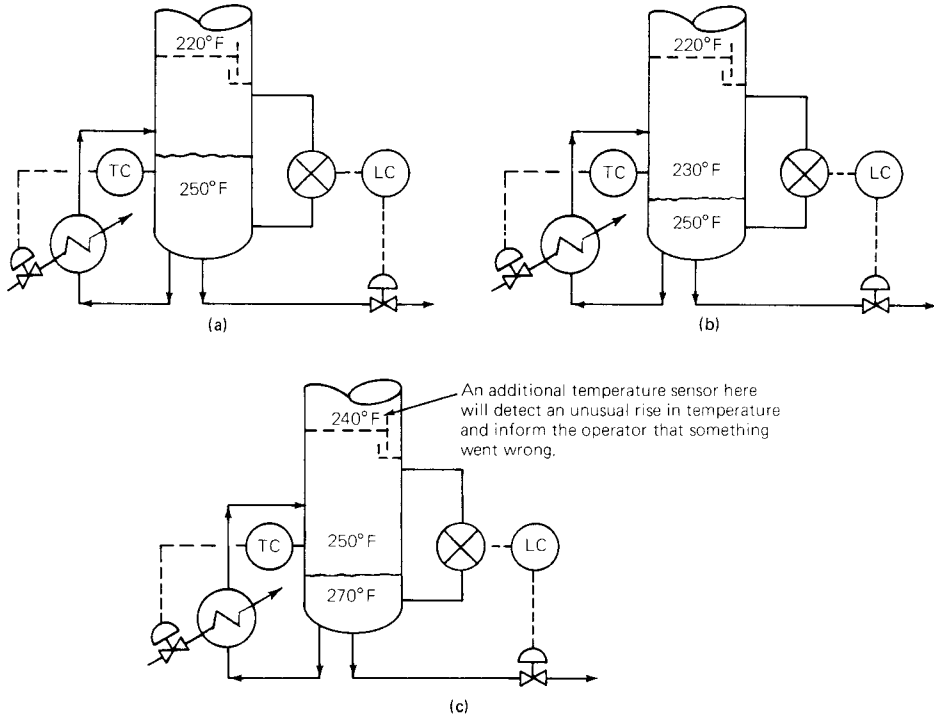 220°F
TC
250°F
LC
(a)
220°F
TC
230°F
LC
250°F
(b)
240°F
An additional temperature sensor here
will detect an unusual rise in temperature
and inform the operator that something
went wrong.
TC
250°F
LC
270°F
(c)